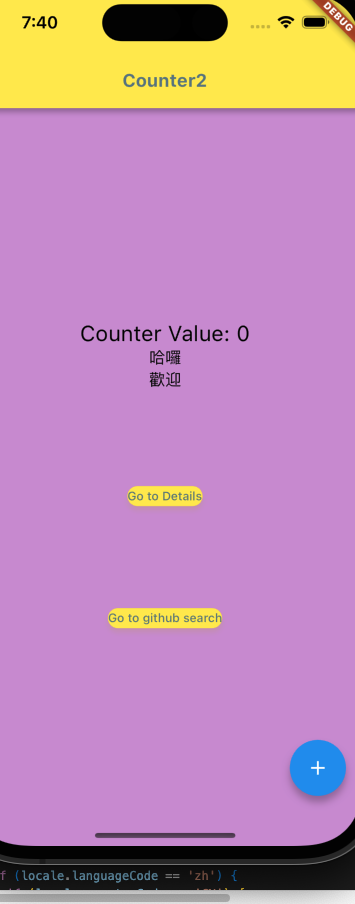 7:40
DEBUG
Counter2
Counter Value: 0
哈囉
歡迎
Go to Details
Go to github search
+
f (locale.languageCode == 'zh') {